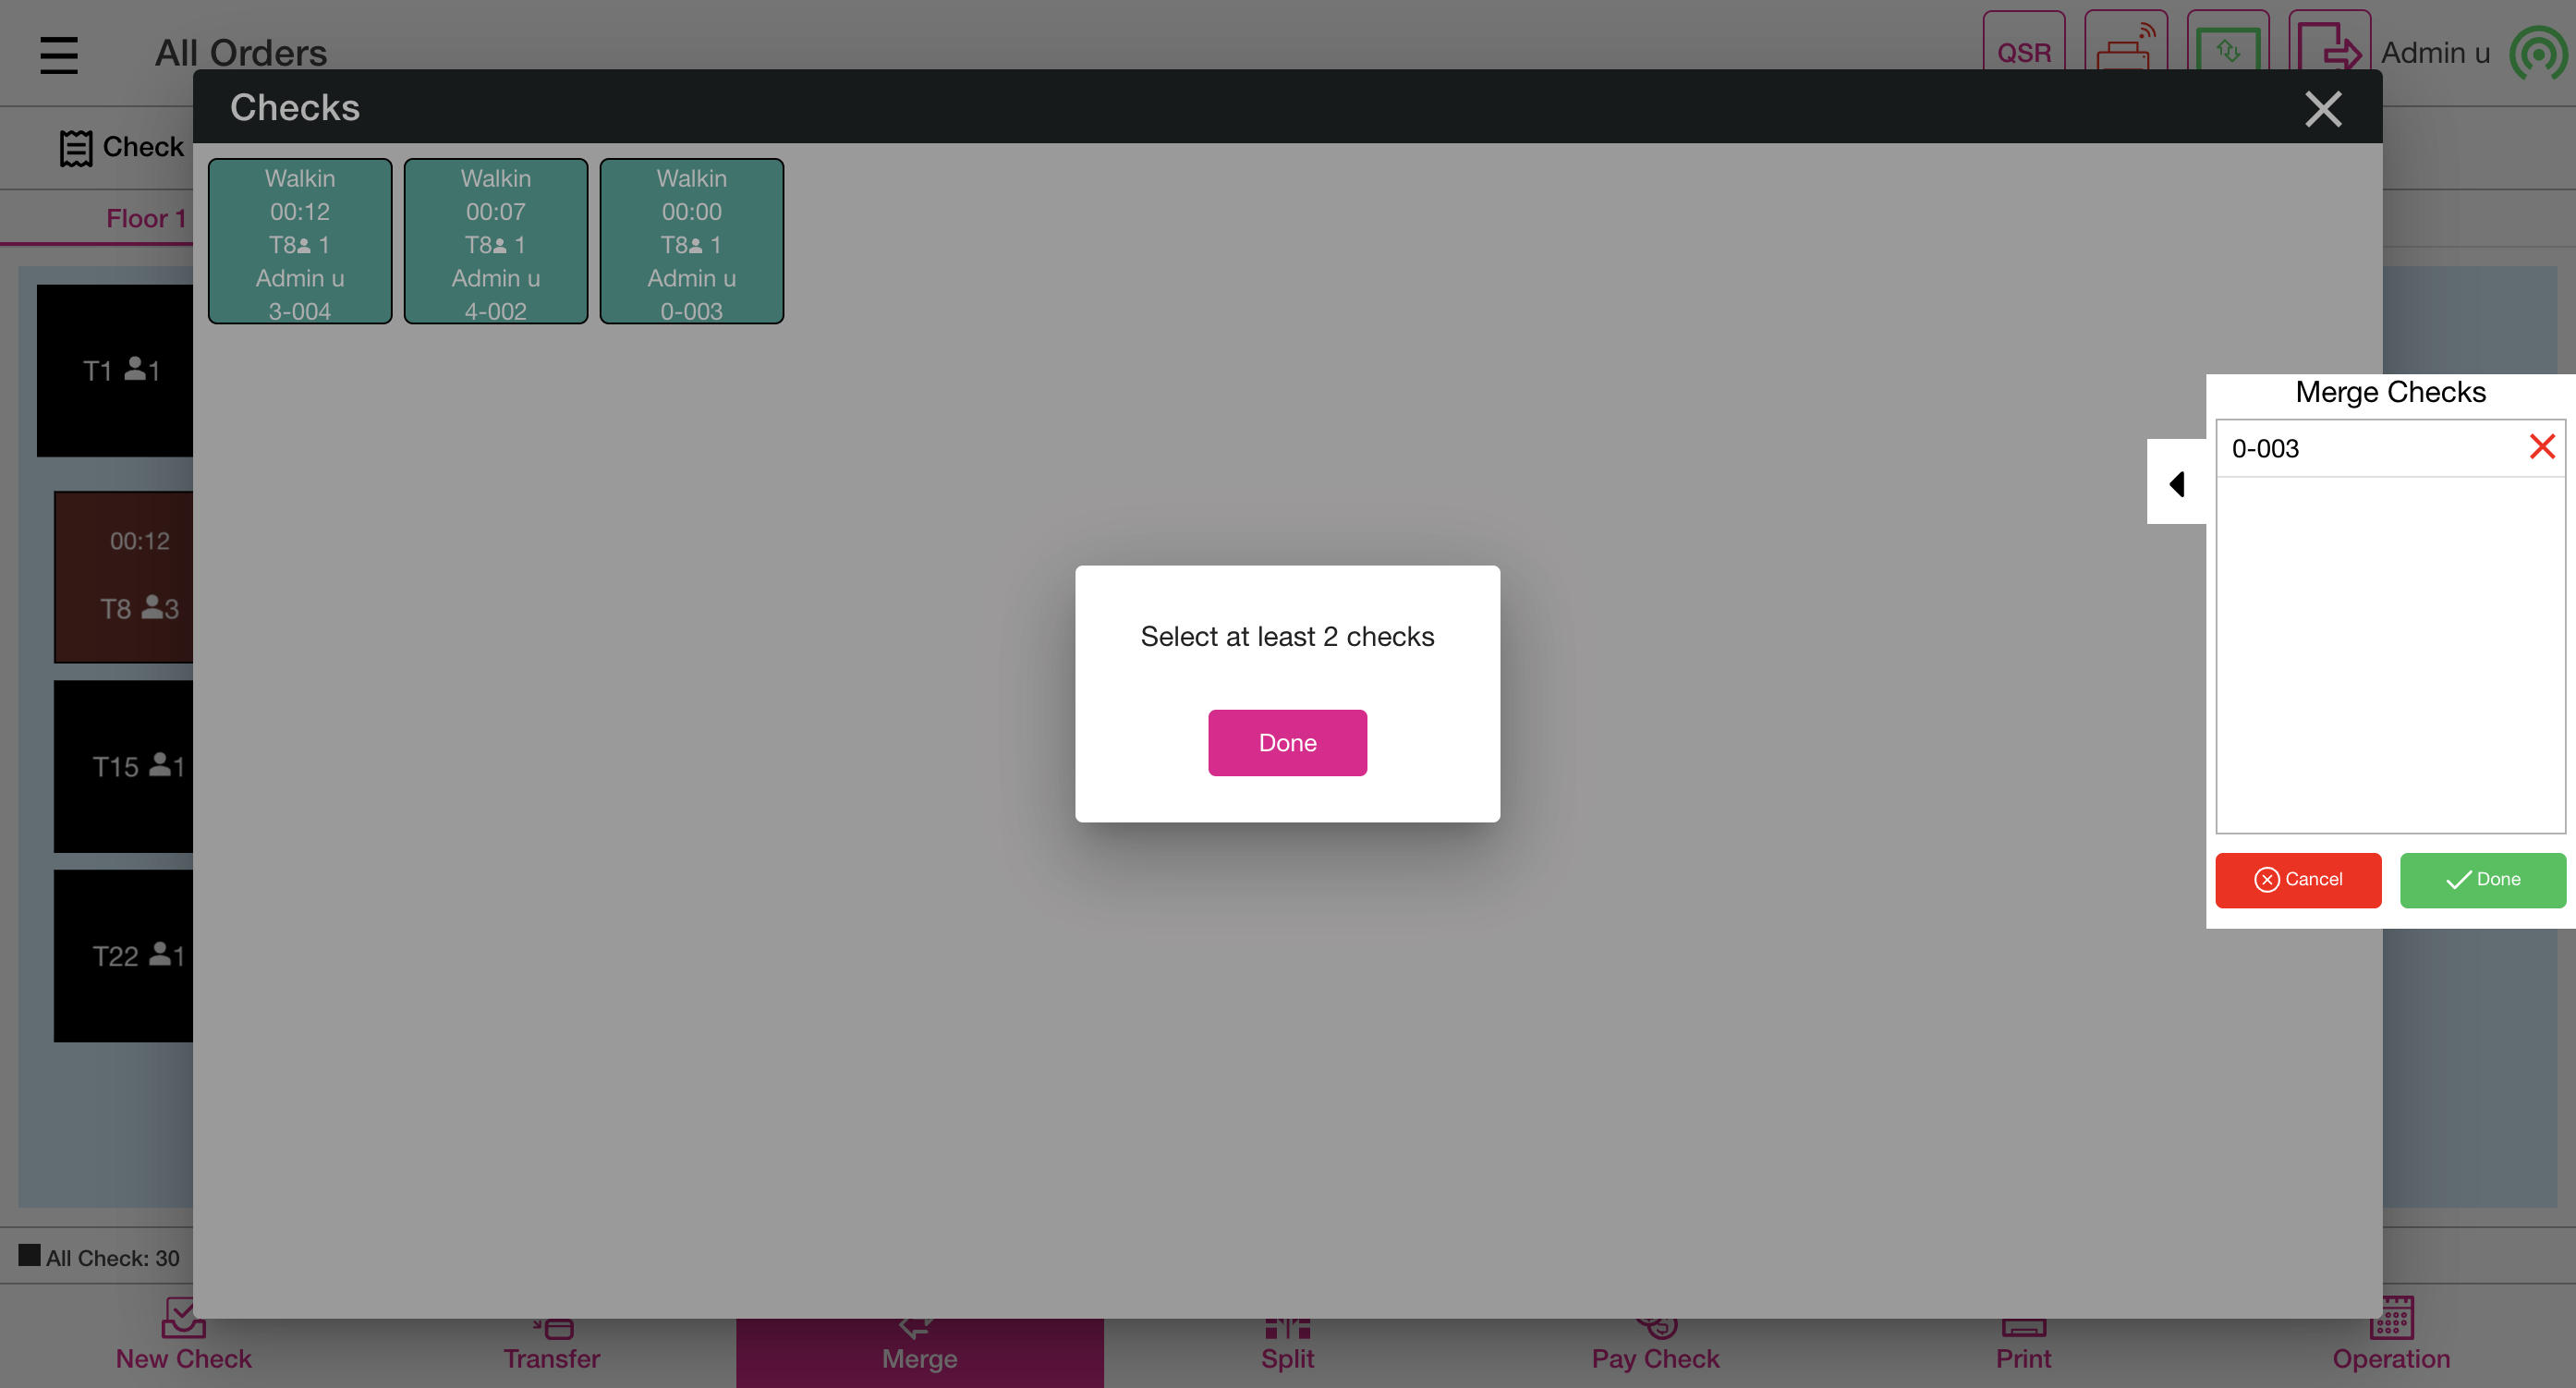 All Orders
QSR
Admin u
Checks
Check
Floor 1
Walkin
00:12
T8 1
Admin u
3-004
Walkin
00:07
T8 1
Admin u
4-002
Walkin
00:00
T8 1
Admin u
0-003
T1 1
00:12
T8 3
T15 1
T22 1
Select at least 2 checks
Done
Merge Checks
0-003
Cancel
Done
All Check: 30
New Check
Transfer
Merge
Split
Pay Check
Print
Operation